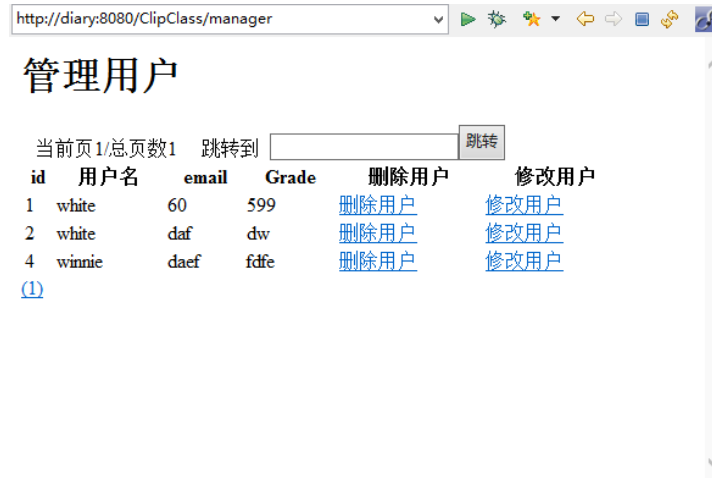 http://diary:8080/ClipClass/manager
管理用户
当前页1/总页数1 跳转到 跳转
id 用户名 email Grade 删除用户 修改用户
1 white 60 599 删除用户 修改用户
2 white daf dw 删除用户 修改用户
4 winnie daef fdfe 删除用户 修改用户
(1)